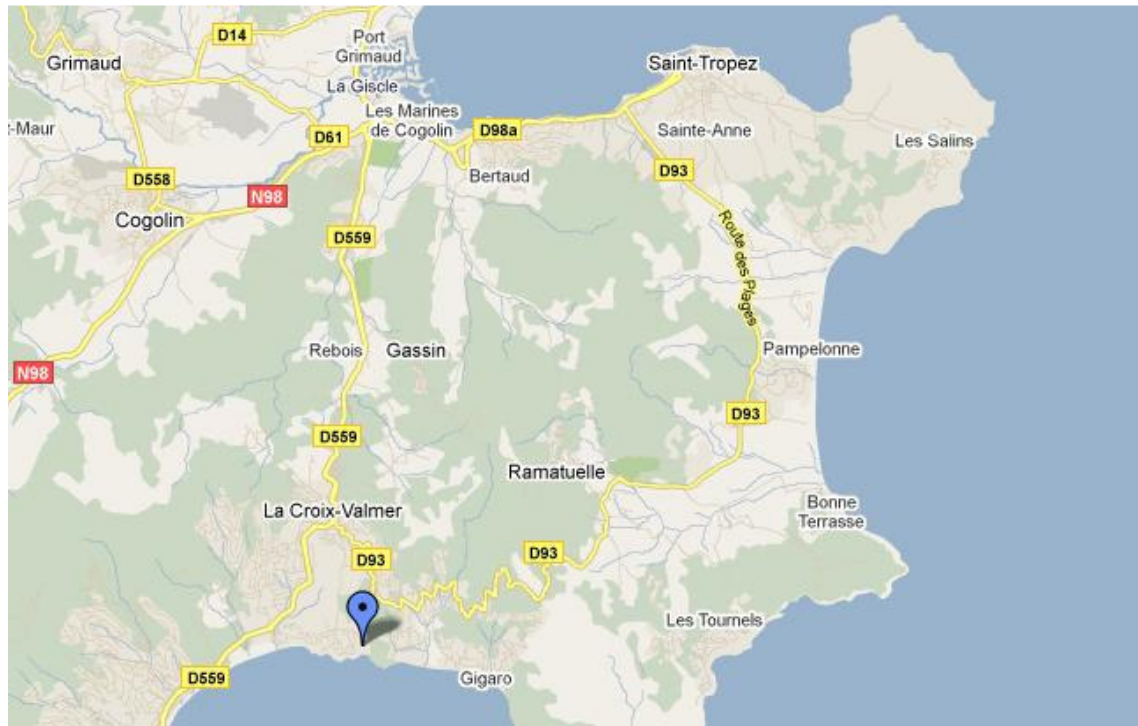 D14
Port
Grimaud
Grimaud
Saint-Tropez
La Giscle
Les Marines
de Cogolin
D98a
-Maur
D61
Sainte-Anne
Les Salins
D558
Bertaud
D93
N98
Cogolin
D559
Route des Plages
Rebois
Gassin
Pampelonne
N98
D93
D559
Ramatuelle
La Croix-Valmer
Bonne
Terrasse
D93
D93
Les Tournels
D559
Gigaro